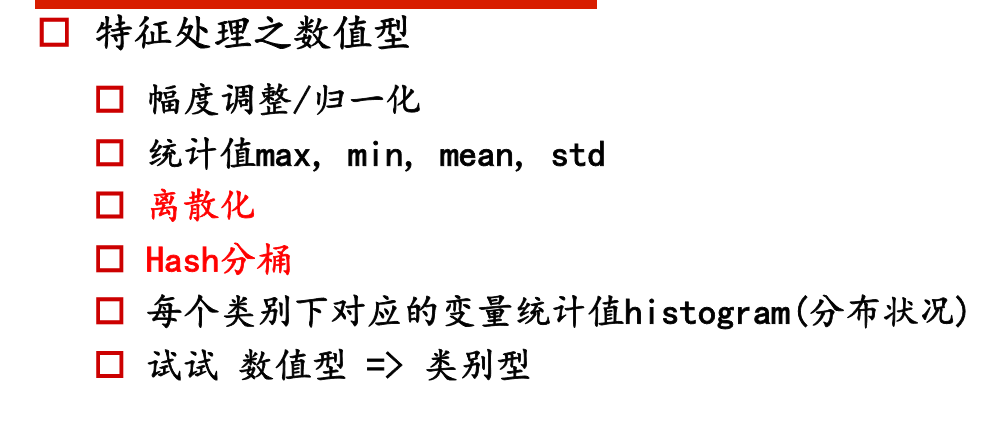 特征处理之数值型
幅度调整/归一化
统计值max, min, mean, std
离散化
Hash分桶
每个类别下对应的变量统计值histogram(分布状况)
试试 数值型 => 类别型